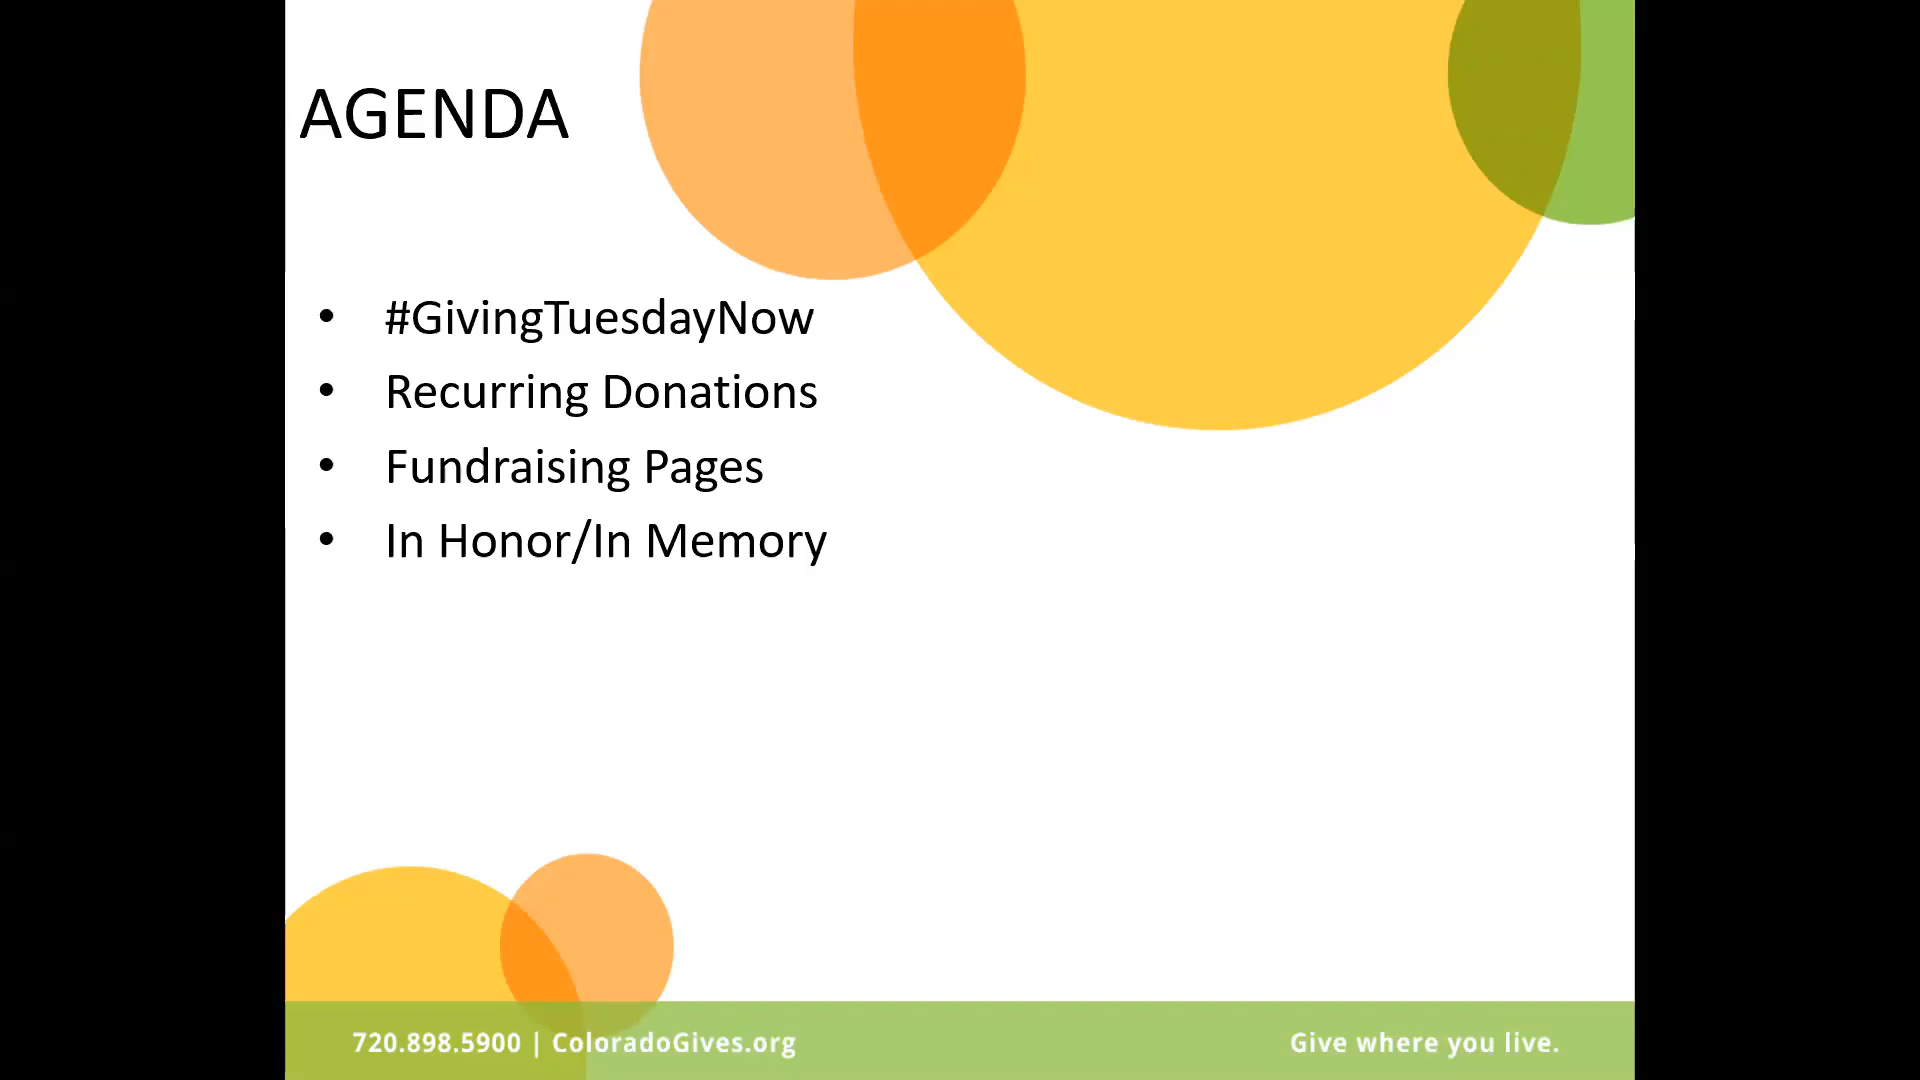 AGENDA
• #GivingTuesdayNow
• Recurring Donations
• Fundraising Pages
• In Honor/In Memory
720.898.5900 | ColoradoGives.org
Give where you live.